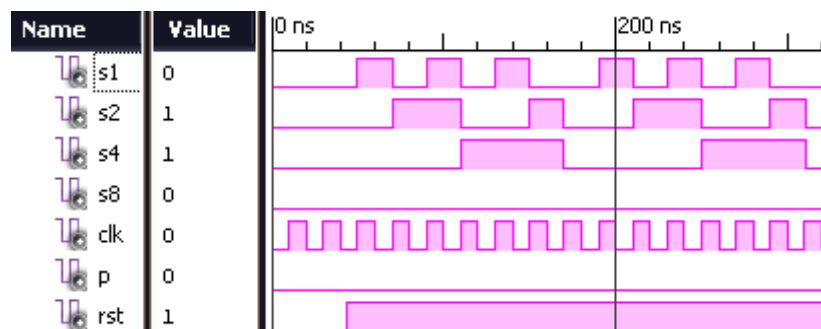 Name Value 0 ns 200 ns
s1 0
s2 1
s4 1
s8 0
clk 0
p 0
rst 1